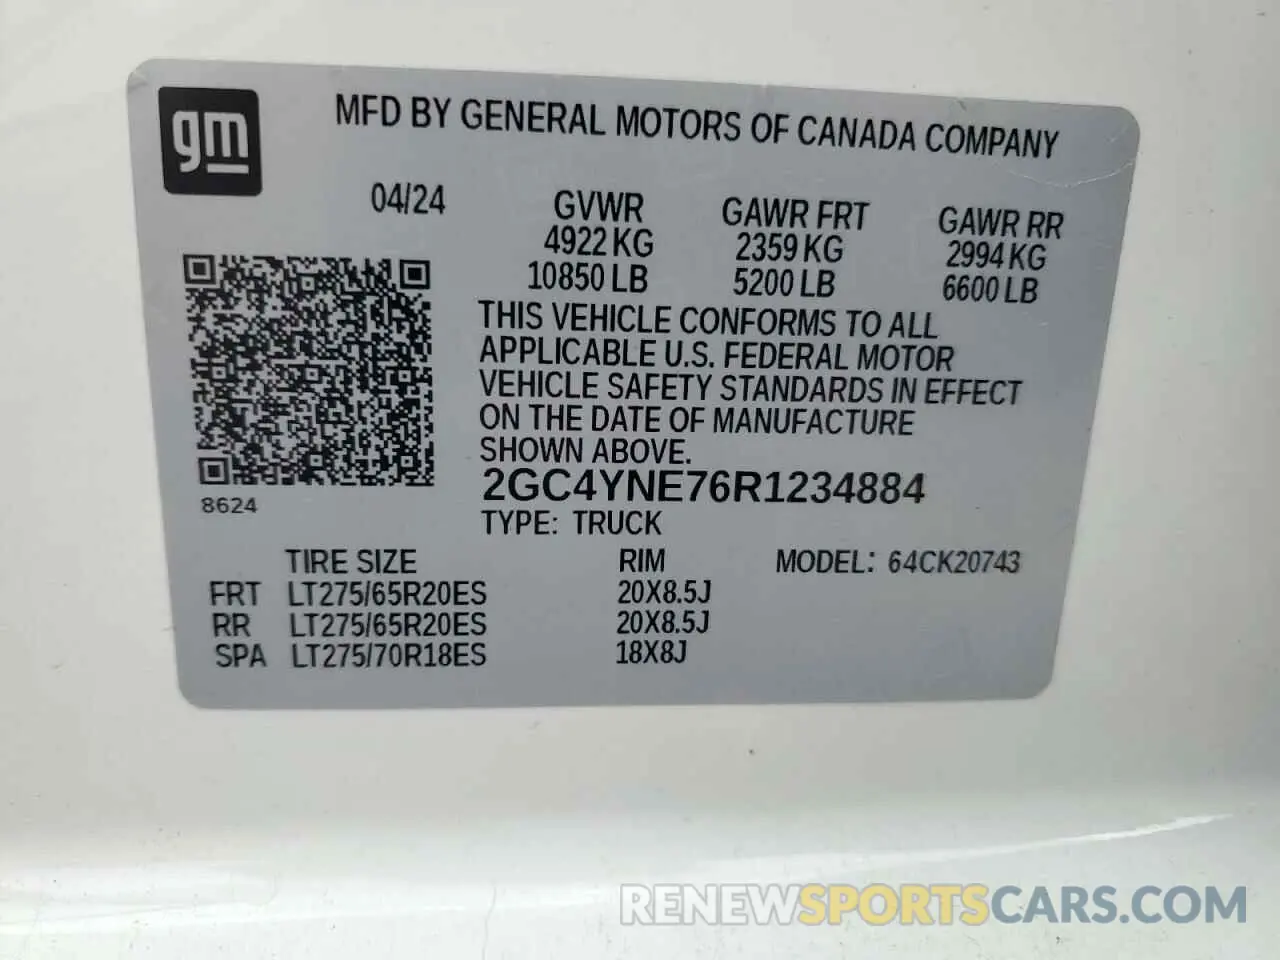 gm
MFD BY GENERAL MOTORS OF CANADA COMPANY
04/24
GVWR
4922 KG
10850 LB
GAWR FRT
2359 KG
5200 LB
GAWR RR
2994 KG
6600 LB
THIS VEHICLE CONFORMS TO ALL
APPLICABLE U.S. FEDERAL MOTOR
VEHICLE SAFETY STANDARDS IN EFFECT
ON THE DATE OF MANUFACTURE
SHOWN ABOVE.
2GC4YNE76R1234884
8624
TYPE: TRUCK
TIRE SIZE RIM MODEL: 64CK20743
FRT LT275/65R20ES 20X8.5J
RR LT275/65R20ES 20X8.5J
SPA LT275/70R18ES 18X8J
RENEWSPORTSCARS.COM